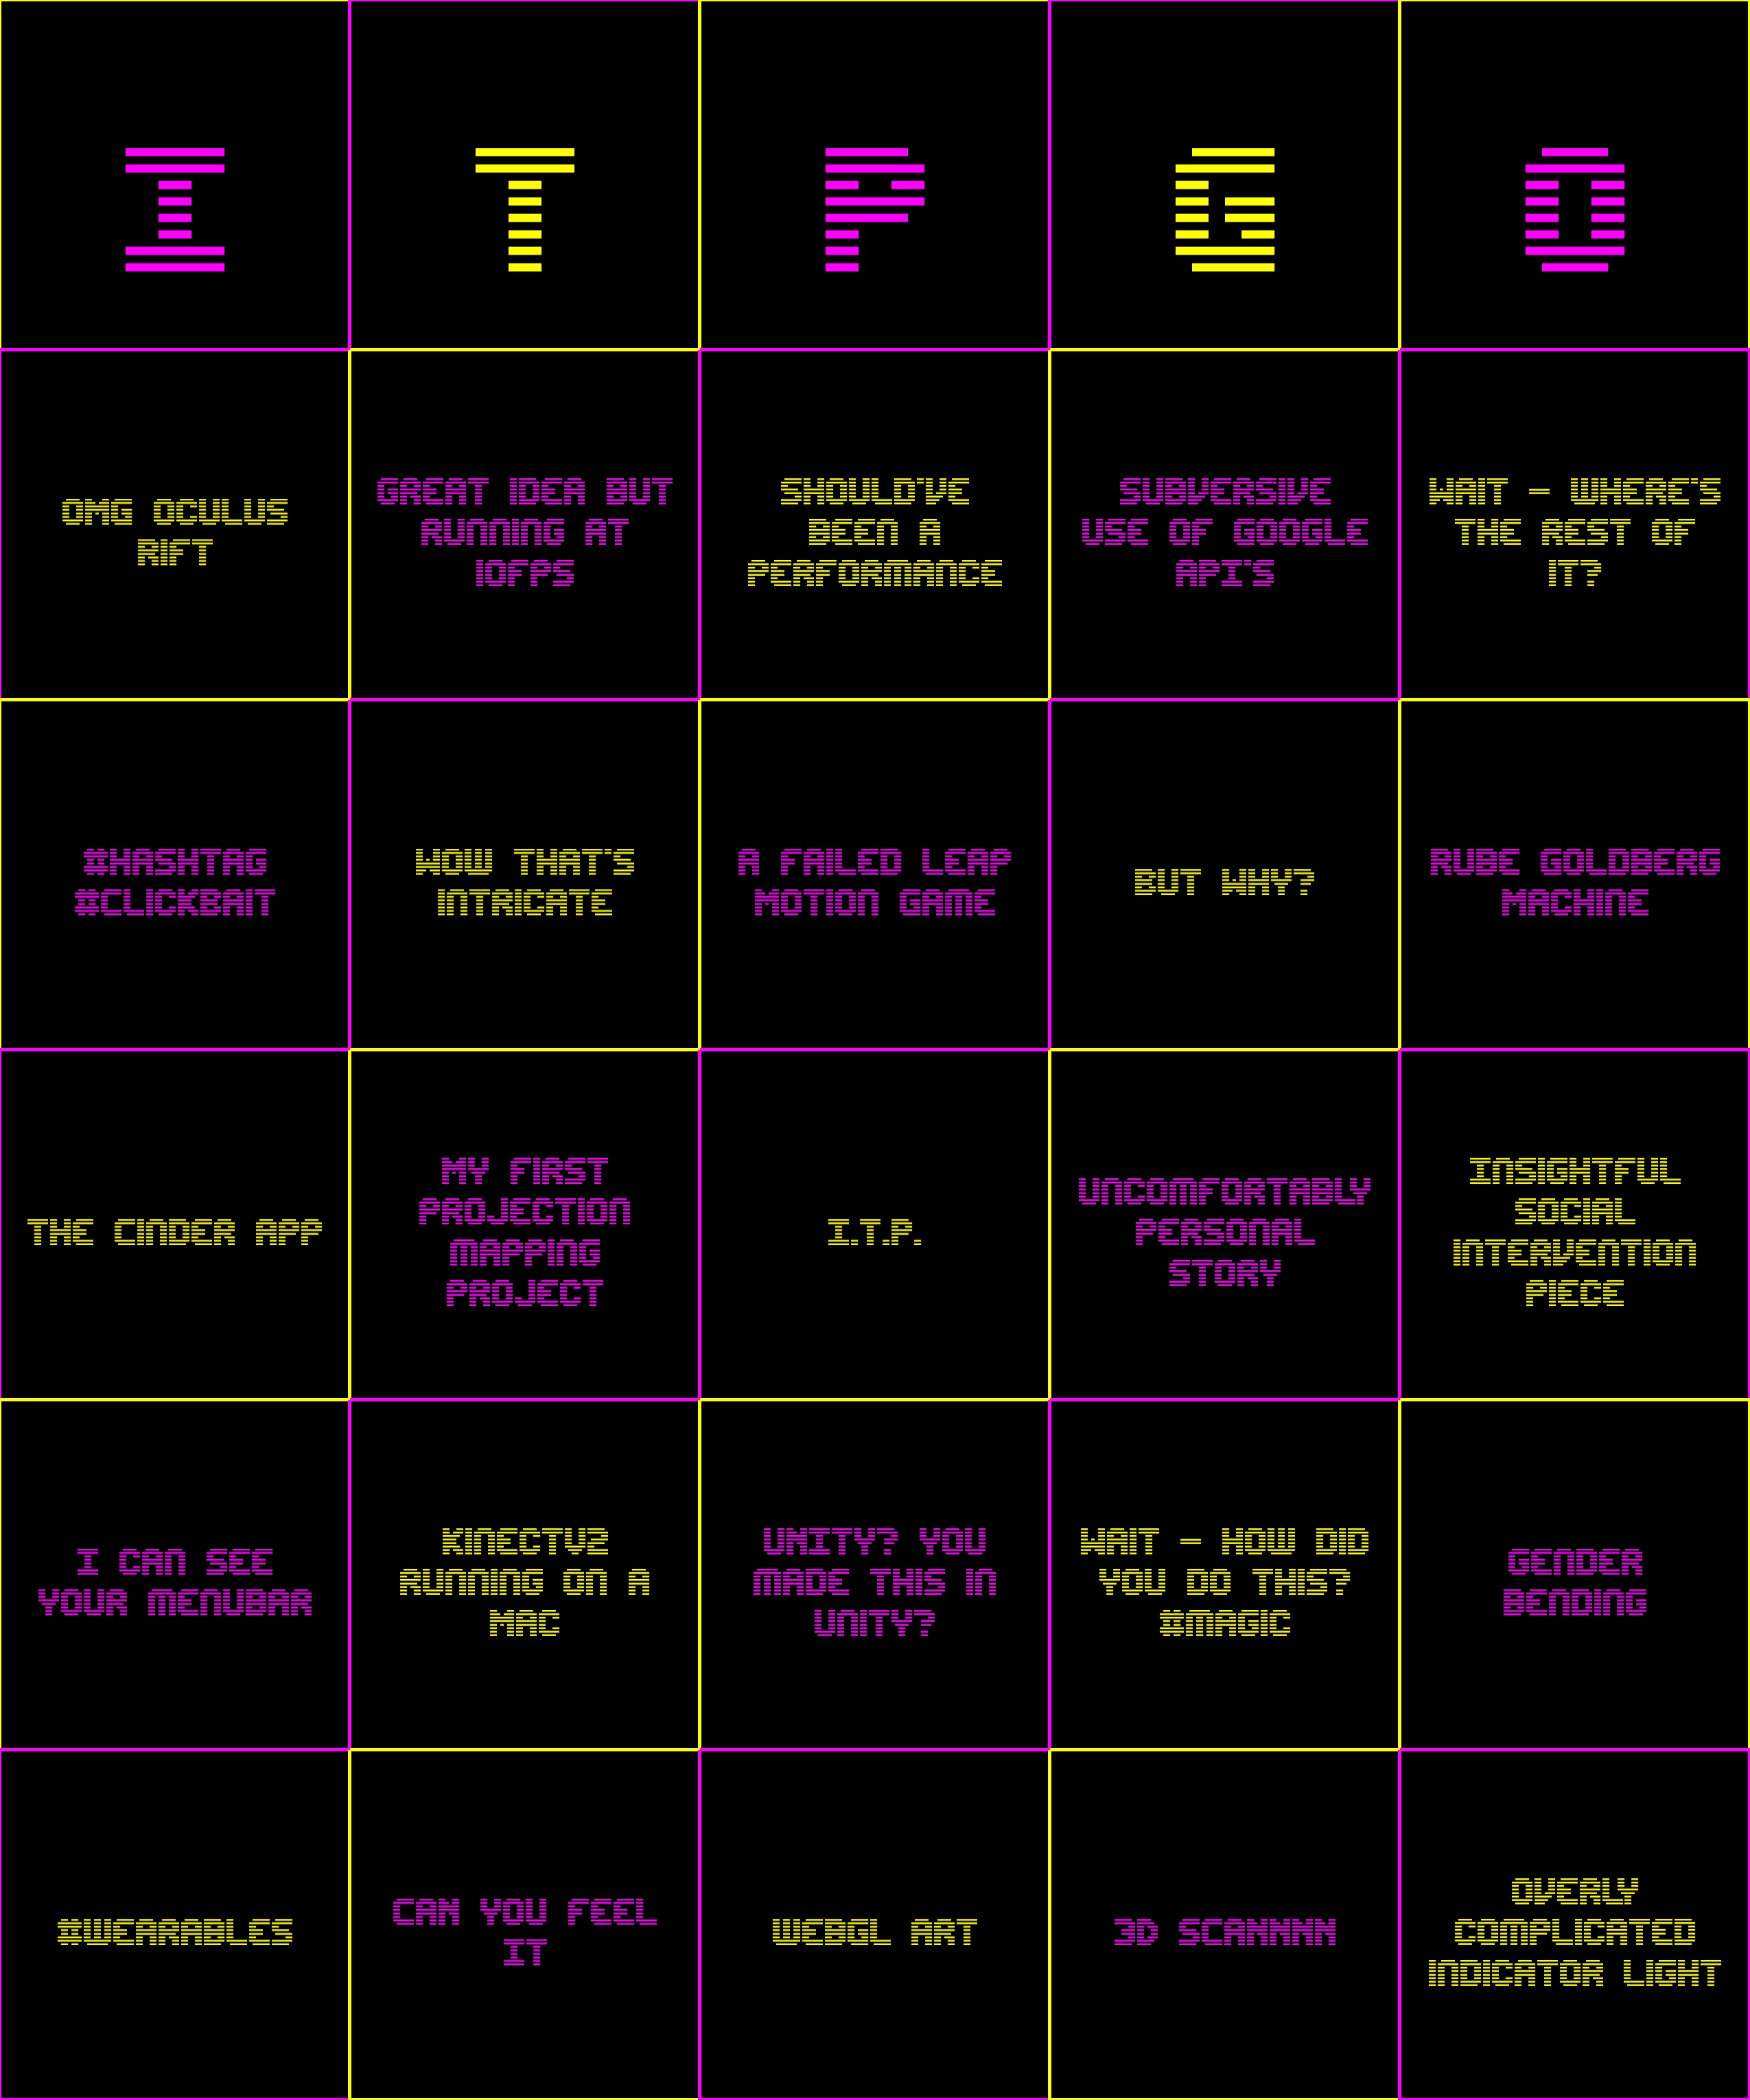 I
T
P
G
O
OMG OCULUS
RIFT
GREAT IDEA BUT
RUNNING AT
10FPS
SHOULD'VE
BEEN A
PERFORMANCE
SUBVERSIVE
USE OF GOOGLE
API'S
WAIT - WHERE'S
THE REST OF
IT?
#HASHTAG
#CLICKBAIT
WOW THAT'S
INTRICATE
A FAILED LEAP
MOTION GAME
BUT WHY?
RUBE GOLDBERG
MACHINE
THE CINDER APP
MY FIRST
PROJECTION
MAPPING
PROJECT
I.T.P.
UNCOMFORTABLY
PERSONAL
STORY
INSIGHTFUL
SOCIAL
INTERVENTION
PIECE
I CAN SEE
YOUR MENUBAR
KINECTV2
RUNNING ON A
MAC
UNITY? YOU
MADE THIS IN
UNITY?
WAIT - HOW DID
YOU DO THIS?
#MAGIC
GENDER
BENDING
#WEARABLES
CAN YOU FEEL
IT
WEBGL ART
3D SCANNNN
OVERLY
COMPLICATED
INDICATOR LIGHT